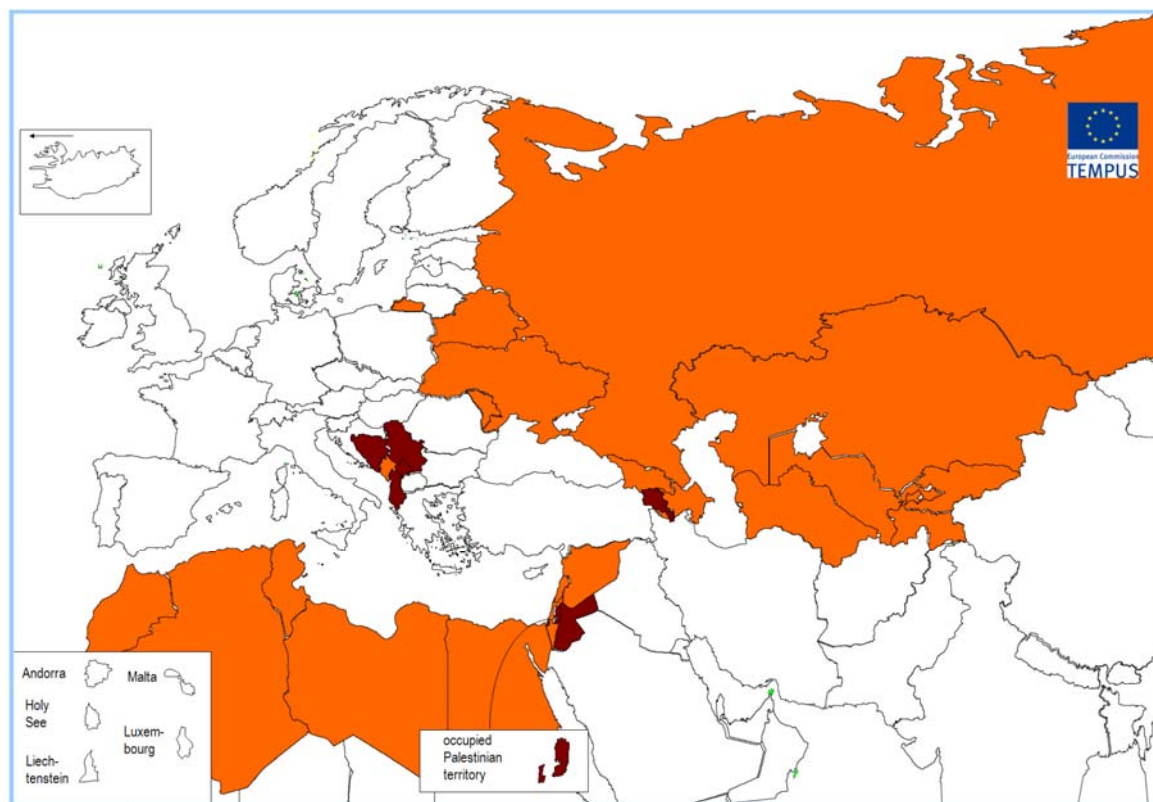 European Commission
TEMPUS
Andorra
Malta
Holy
See
Luxem-
bourg
Liech-
tenstein
occupied
Palestinian
territory